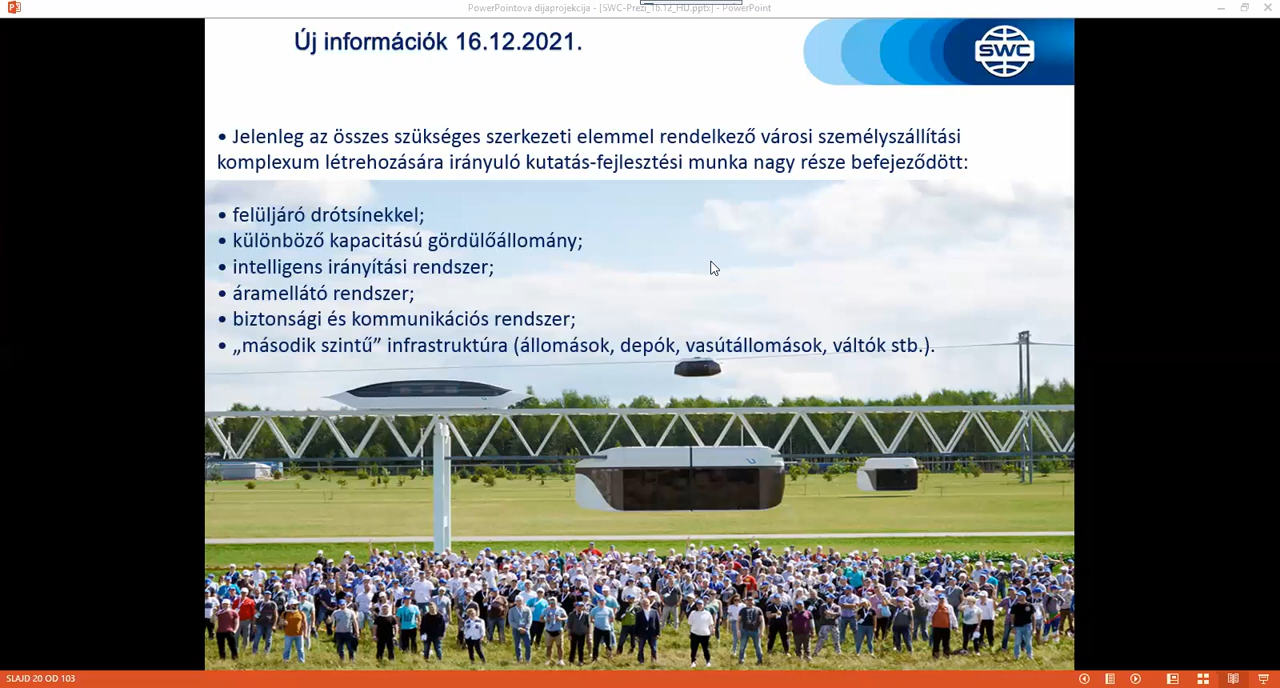 PowerPointova dijaprojekcija - [SWC-Prezi_16.12_HU.pptx] - PowerPoint
Új információk 16.12.2021.
SWC
• Jelenleg az összes szükséges szerkezeti elemmel rendelkező városi személyszállítási
komplexum létrehozására irányuló kutatás-fejlesztési munka nagy része befejeződött:
• felüljáró drótsínekkel;
• különböző kapacitású gördülőállomány;
• intelligens irányítási rendszer;
• áramellátó rendszer;
• biztonsági és kommunikációs rendszer;
• „második szintű” infrastruktúra (állomások, depók, vasútállomások, váltók stb.).
SLAJD 20 OD 103